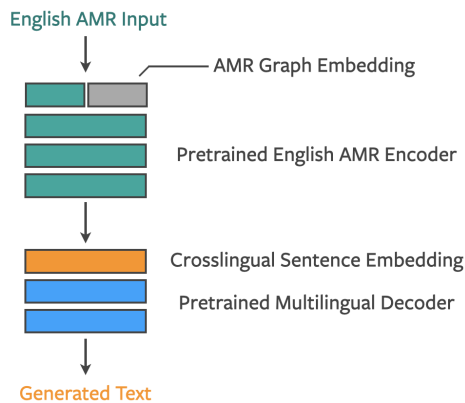 English AMR Input
AMR Graph Embedding
Pretrained English AMR Encoder
Crosslingual Sentence Embedding
Pretrained Multilingual Decoder
Generated Text